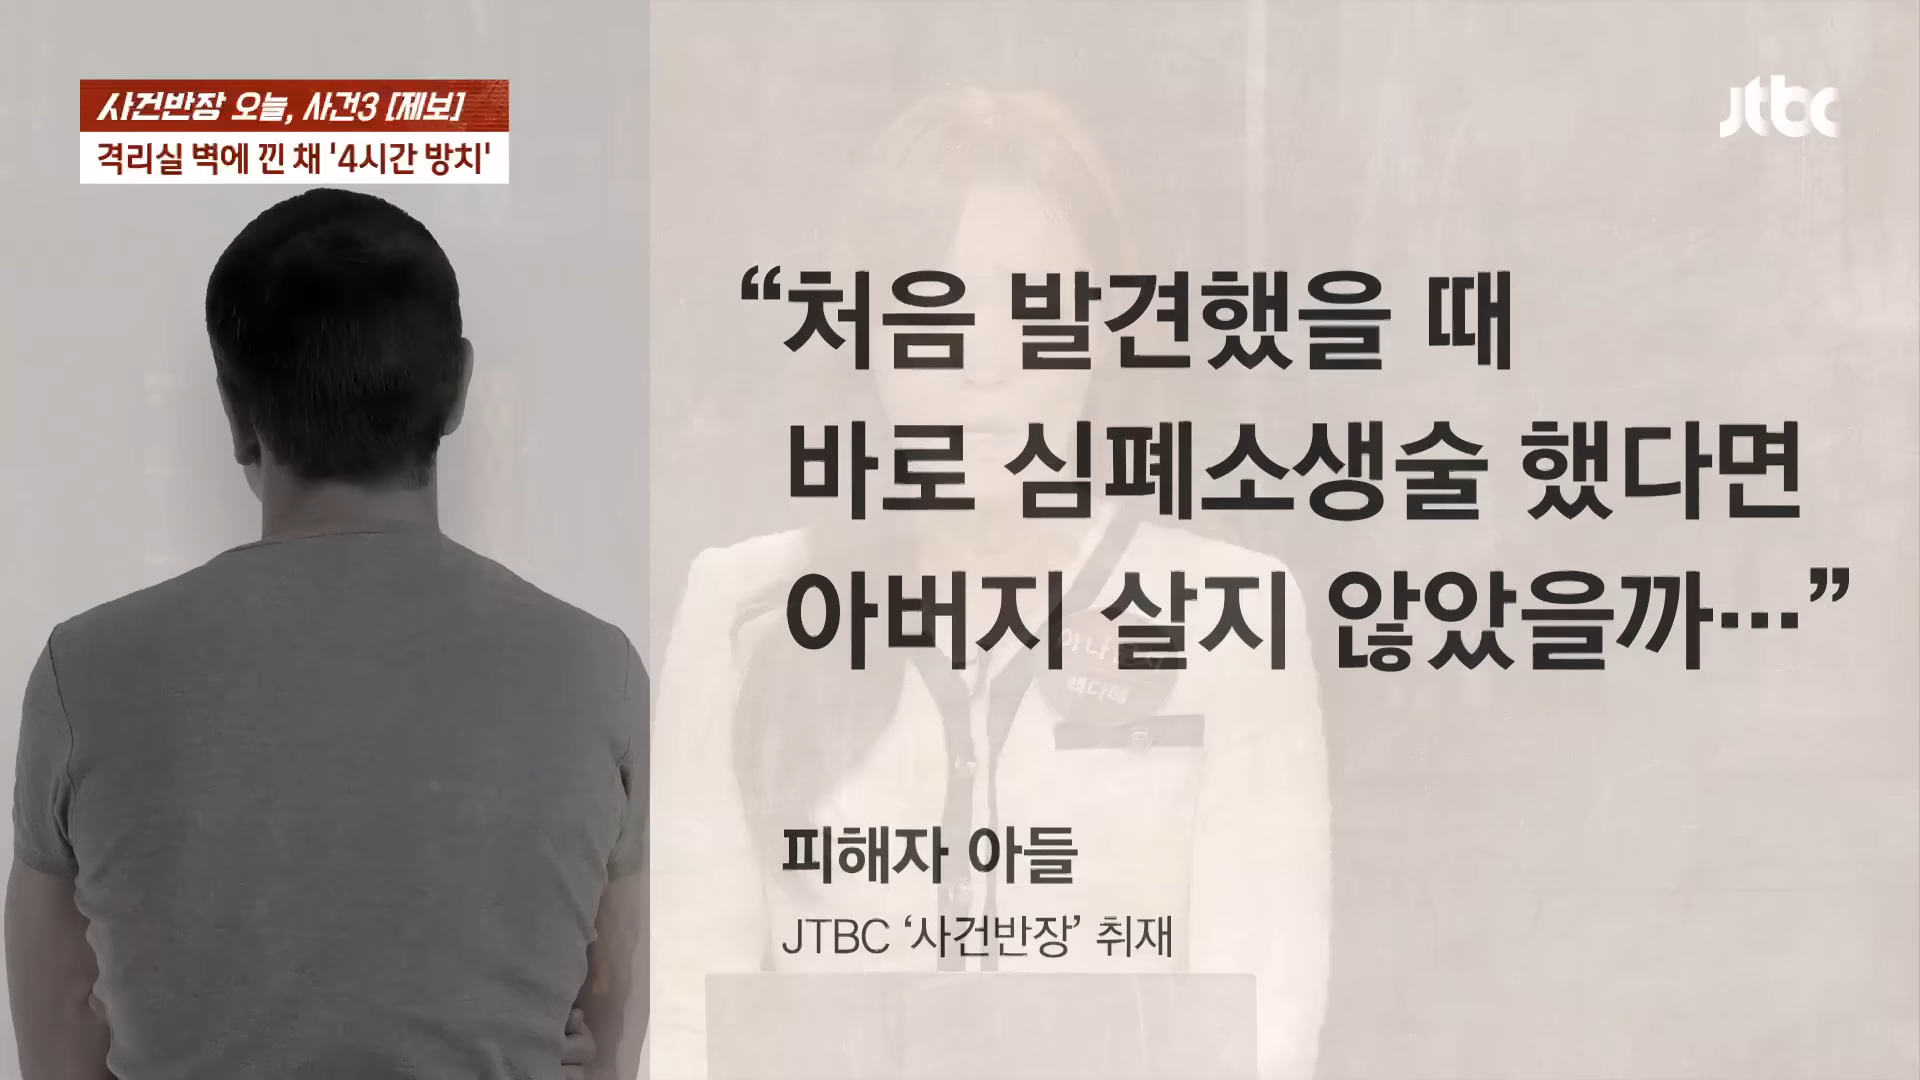 사건반장 오늘, 사건3 [제보]
격리실 벽에 낀 채 '4시간 방치'
jtbc
“처음 발견했을 때
바로 심폐소생술 했다면
아버지 살지 않았을까…”
피해자 아들
JTBC ‘사건반장’ 취재